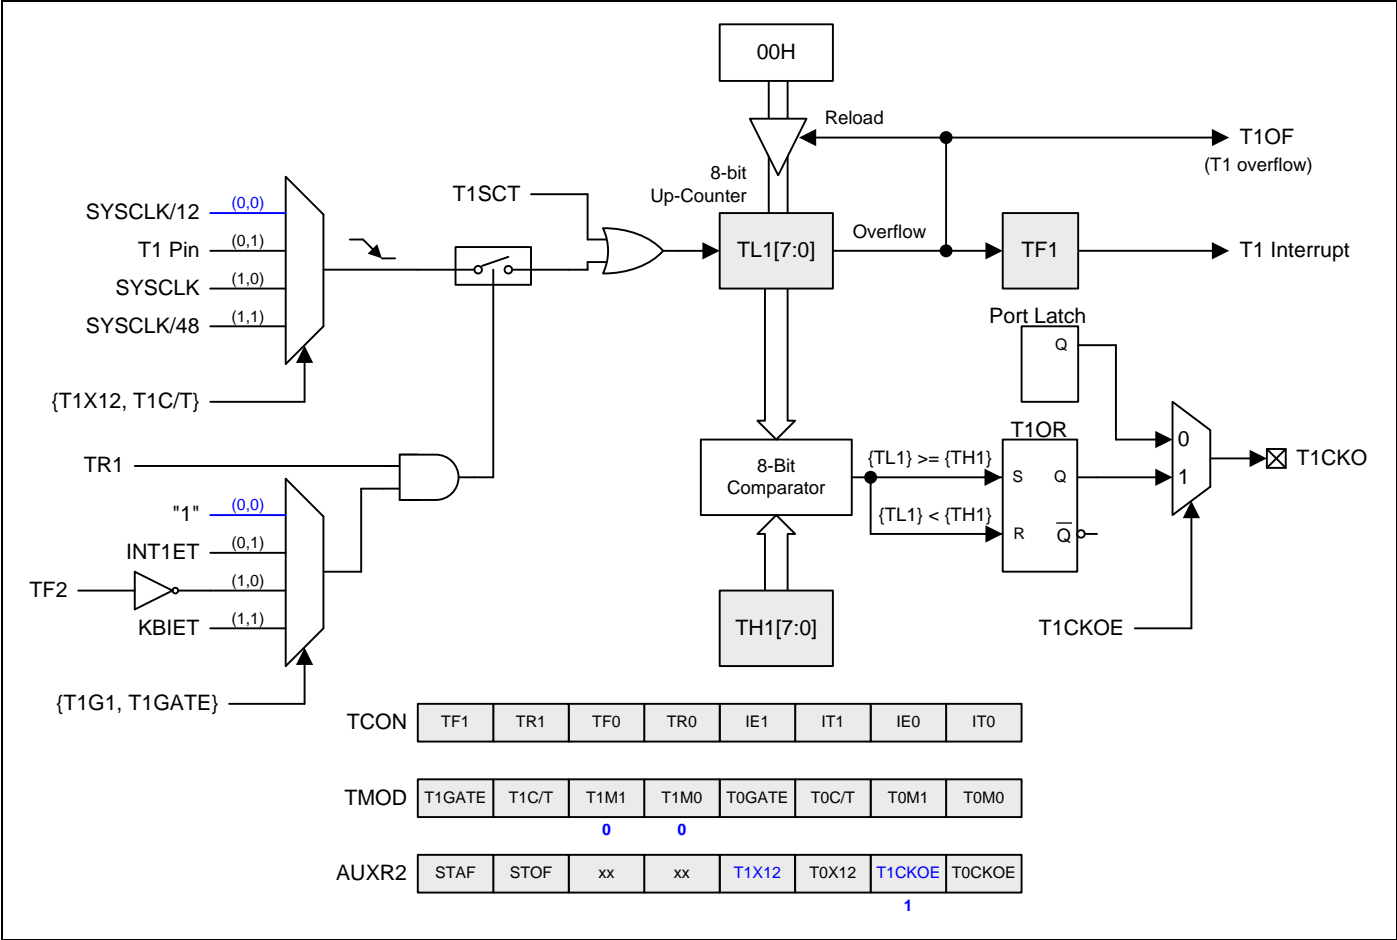 00H
Reload
T1OF
(T1 overflow)
8-bit
Up-Counter
T1SCT
SYSCLK/12 (0,0)
T1 Pin (0,1)
SYSCLK (1,0)
SYSCLK/48 (1,1)
{T1X12, T1C/T}
TL1[7:0]
Overflow
TF1
T1 Interrupt
Port Latch
Q
TR1
"1" (0,0)
INT1ET (0,1)
TF2 (1,0)
KBIET (1,1)
{T1G1, T1GATE}
8-Bit
Comparator
{TL1} >= {TH1}
{TL1} < {TH1}
T1OR
S Q
R Q
0
1
T1CKO
TH1[7:0]
T1CKOE
TCON TF1 TR1 TF0 TR0 IE1 IT1 IE0 IT0
TMOD T1GATE T1C/T T1M1 T1M0 T0GATE T0C/T T0M1 T0M0
0 0
AUXR2 STAF STOF xx xx T1X12 T0X12 T1CKOE T0CKOE
1